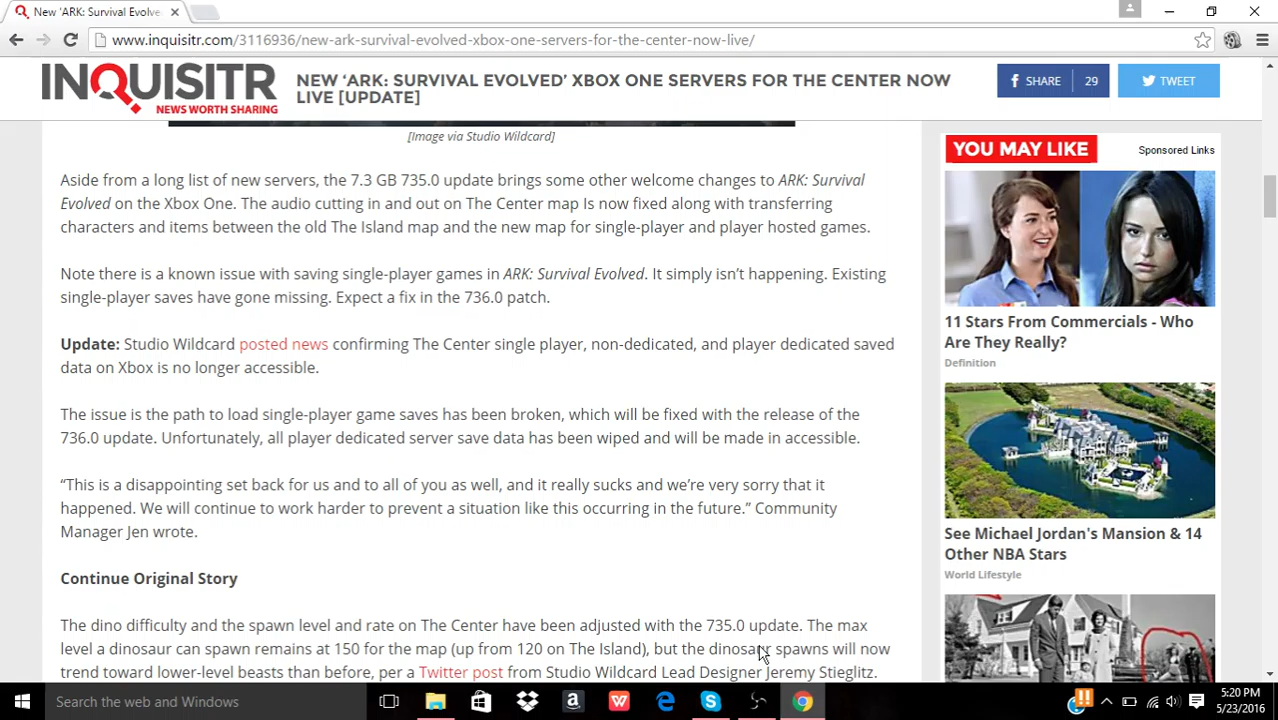 New 'ARK: Survival Evolve
www.inquisitr.com/3116936/new-ark-survival-evolved-xbox-one-servers-for-the-center-now-live/
INQUISITR
NEWS WORTH SHARING
NEW 'ARK: SURVIVAL EVOLVED' XBOX ONE SERVERS FOR THE CENTER NOW
LIVE [UPDATE]
SHARE 29
TWEET
[Image via Studio Wildcard]
Aside from a long list of new servers, the 7.3 GB 735.0 update brings some other welcome changes to ARK: Survival
Evolved on the Xbox One. The audio cutting in and out on The Center map Is now fixed along with transferring
characters and items between the old The Island map and the new map for single-player and player hosted games.
Note there is a known issue with saving single-player games in ARK: Survival Evolved. It simply isn't happening. Existing
single-player saves have gone missing. Expect a fix in the 736.0 patch.
Update: Studio Wildcard posted news confirming The Center single player, non-dedicated, and player dedicated saved
data on Xbox is no longer accessible.
The issue is the path to load single-player game saves has been broken, which will be fixed with the release of the
736.0 update. Unfortunately, all player dedicated server save data has been wiped and will be made in accessible.
“This is a disappointing set back for us and to all of you as well, and it really sucks and we're very sorry that it
happened. We will continue to work harder to prevent a situation like this occurring in the future.” Community
Manager Jen wrote.
Continue Original Story
The dino difficulty and the spawn level and rate on The Center have been adjusted with the 735.0 update. The max
level a dinosaur can spawn remains at 150 for the map (up from 120 on The Island), but the dinosaur spawns will now
trend toward lower-level beasts than before, per a Twitter post from Studio Wildcard Lead Designer Jeremy Stieglitz.
YOU MAY LIKE
Sponsored Links
11 Stars From Commercials - Who
Are They Really?
Definition
See Michael Jordan's Mansion & 14
Other NBA Stars
World Lifestyle
Search the web and Windows
5:20 PM
5/23/2016